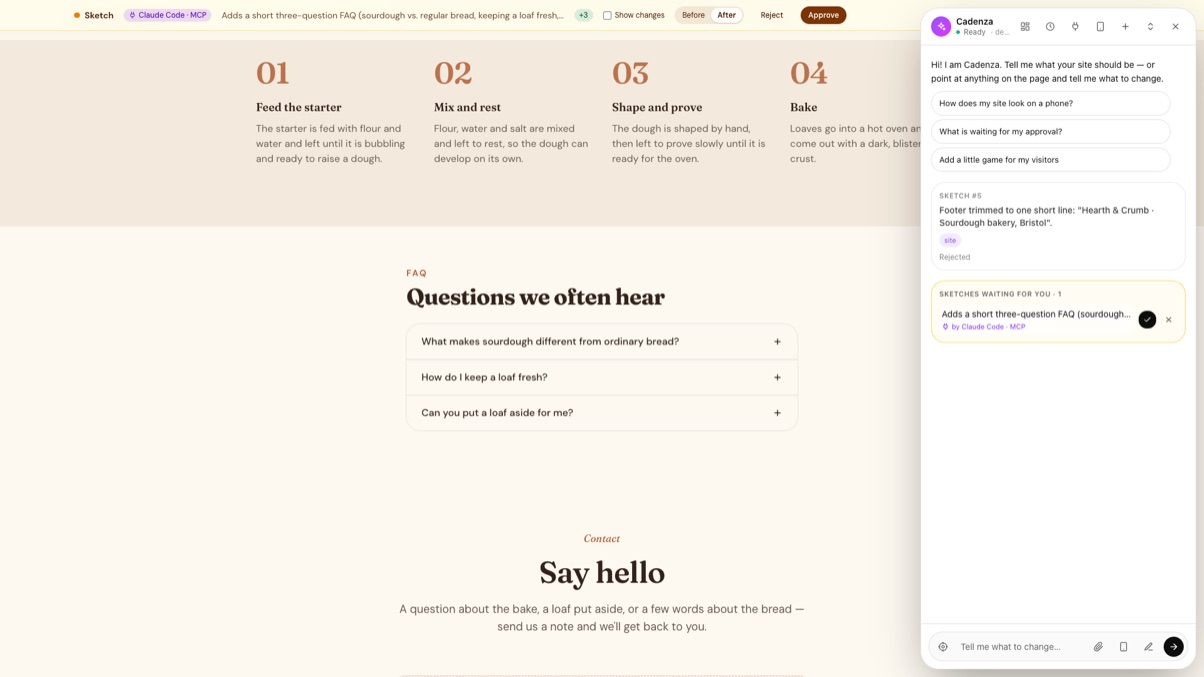 Sketch
Claude Code · MCP
Adds a short three-question FAQ (sourdough vs. regular bread, keeping a loaf fresh,...
+3
Show changes
Before
After
Reject
Approve
01
Feed the starter
The starter is fed with flour and
water and left until it is bubbling
and ready to raise a dough.
02
Mix and rest
Flour, water and salt are mixed
and left to rest, so the dough can
develop on its own.
03
Shape and prove
The dough is shaped by hand,
then left to prove slowly until it is
ready for the oven.
04
Bake
Loaves go into a hot oven
come out with a dark,
crust.
FAQ
Questions we often hear
What makes sourdough different from ordinary bread?
+
How do I keep a loaf fresh?
+
Can you put a loaf aside for me?
+
Contact
Say hello
A question about the bake, a loaf put aside, or a few words about the bread —
send us a note and we'll get back to you.
Cadenza
Ready · de...
Hi! I am Cadenza. Tell me what your site should be — or
point at anything on the page and tell me what to change.
How does my site look on a phone?
What is waiting for my approval?
Add a little game for my visitors
SKETCH #5
Footer trimmed to one short line: "Hearth & Crumb ·
Sourdough bakery, Bristol".
site
Rejected
SKETCHES WAITING FOR YOU · 1
Adds a short three-question FAQ (sourdough...
by Claude Code · MCP
Tell me what to change...